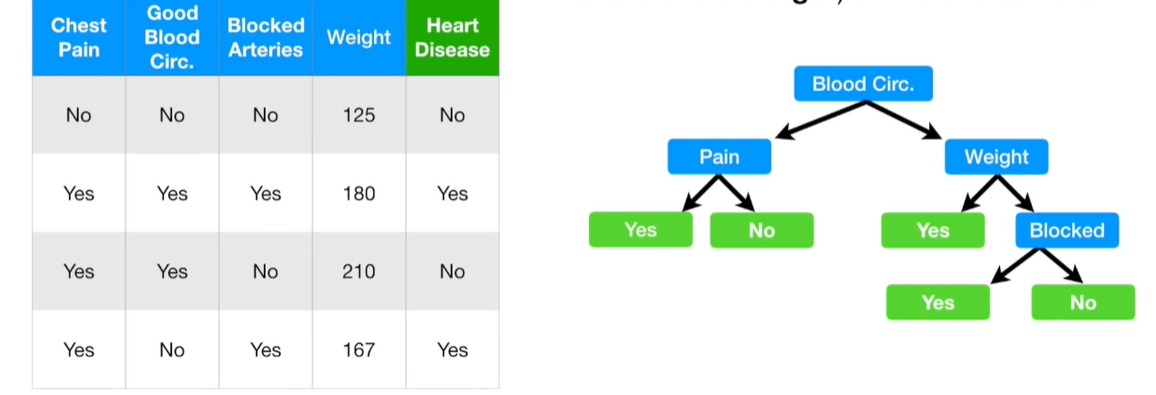 Chest Pain
Good Blood Circ.
Blocked Arteries
Weight
Heart Disease
No No No 125 No
Yes Yes Yes 180 Yes
Yes Yes No 210 No
Yes No Yes 167 Yes
Blood Circ.
Pain Weight
Yes No Yes Blocked
Yes No